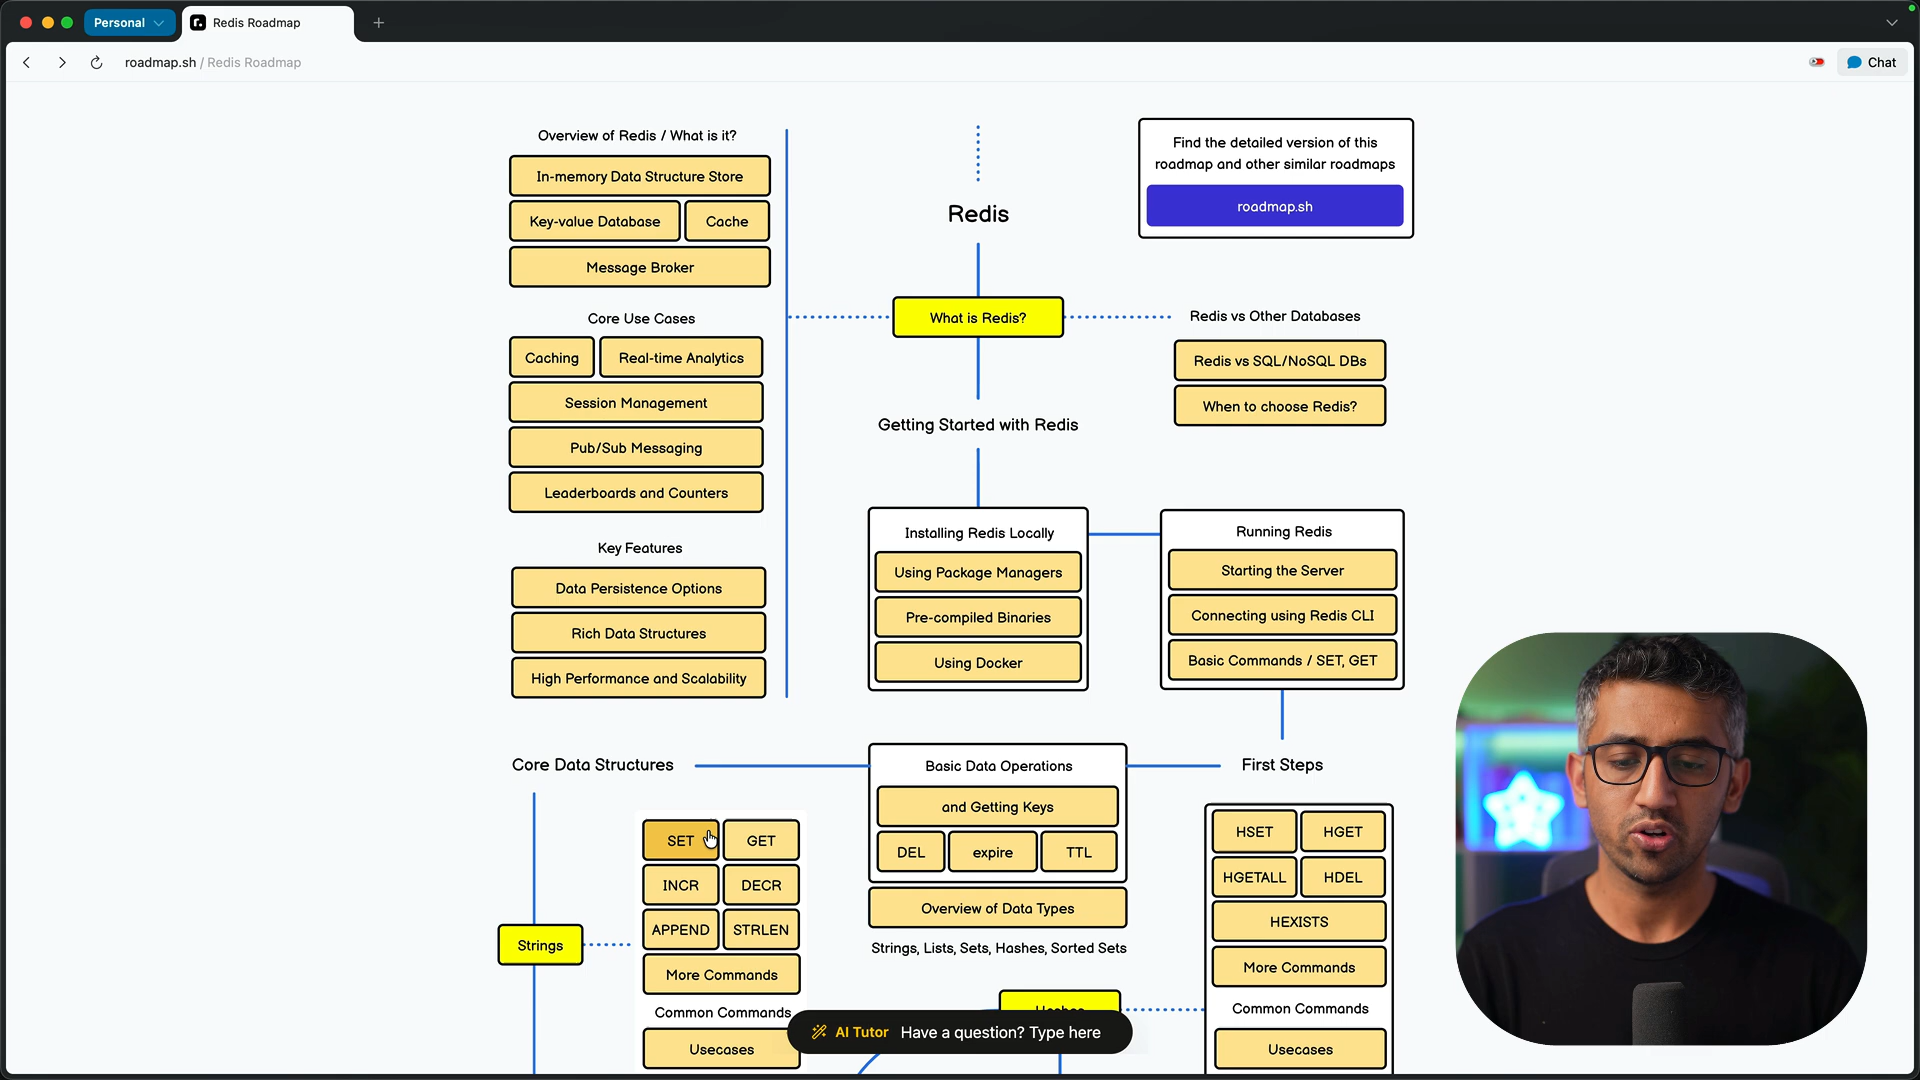 Personal
Redis Roadmap
roadmap.sh / Redis Roadmap
Chat
Overview of Redis / What is it?
In-memory Data Structure Store
Key-value Database
Cache
Message Broker
Core Use Cases
Caching
Real-time Analytics
Session Management
Pub/Sub Messaging
Leaderboards and Counters
Key Features
Data Persistence Options
Rich Data Structures
High Performance and Scalability
Redis
What is Redis?
Find the detailed version of this
roadmap and other similar roadmaps
roadmap.sh
Redis vs Other Databases
Redis vs SQL/NoSQL DBs
When to choose Redis?
Getting Started with Redis
Installing Redis Locally
Using Package Managers
Pre-compiled Binaries
Using Docker
Running Redis
Starting the Server
Connecting using Redis CLI
Basic Commands / SET, GET
Core Data Structures
Basic Data Operations
and Getting Keys
DEL
expire
TTL
Overview of Data Types
Strings, Lists, Sets, Hashes, Sorted Sets
First Steps
SET
GET
INCR
DECR
APPEND
STRLEN
More Commands
Common Commands
Usecases
Strings
HSET
HGET
HGETALL
HDEL
HEXISTS
More Commands
Common Commands
Usecases
Hashes
AI Tutor
Have a question? Type here